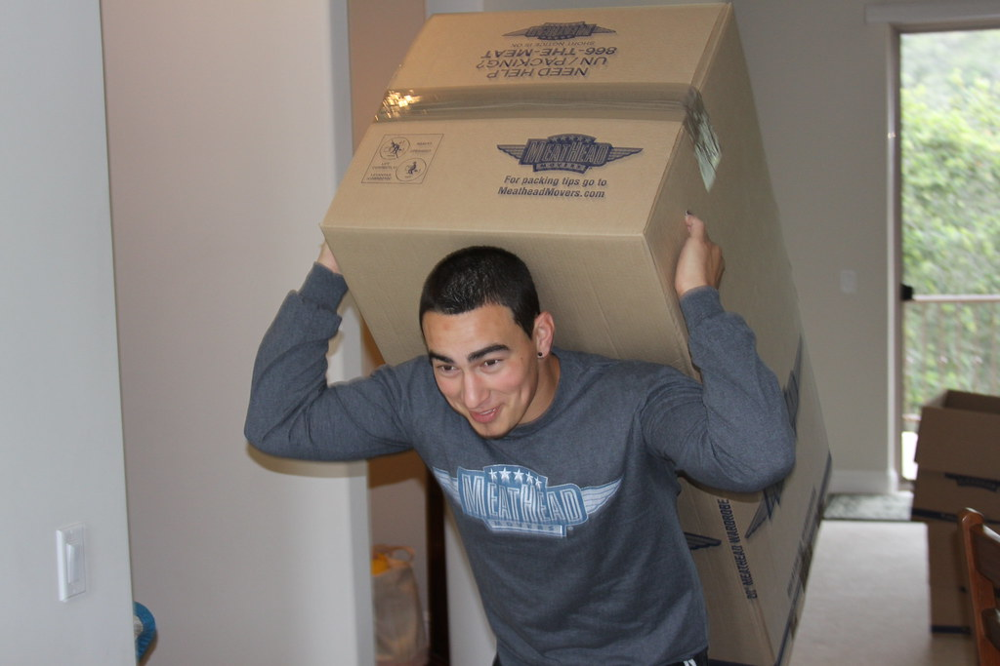 NEED HELP
UN / PACKING?
866-THE-MEAT
MEATHEAD
MOVERS
For packing tips go to
MeatheadMovers.com
MEATHEAD
MOVERS
MEATHEAD WARDROBE